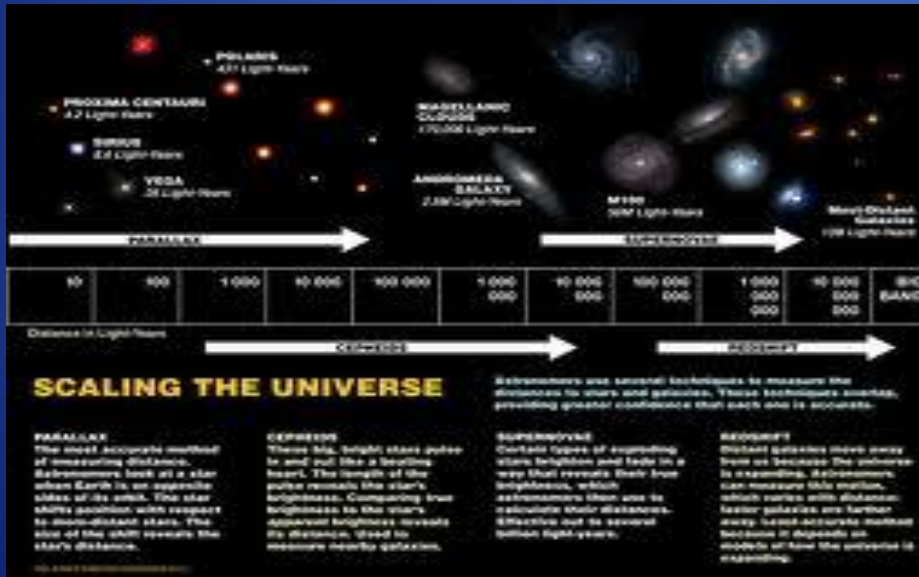 POLARIS
431 Light-Years
PROXIMA CENTAURI
4.2 Light-Years
SIRIUS
8.6 Light-Years
VEGA
Light-Years
MAGELLANIC
CLOUDS
Light-Years
ANDROMEDA
GALAXY
Light-Years
M100
56M Light-Years
Most-Distant
Galaxies
Light-Years
PARALLAX
SUPERNOVAE
10
100
1 000
10 000
100 000
1 000
000
10 000
000
100 000
000
1 000
000
000
10 000
000
000
BIG
BANG
Distance in Light-Years
CEPHEIDS
REDSHIFT
SCALING THE UNIVERSE
Astronomers use several techniques to measure the
distances to stars and galaxies. These techniques overlap,
providing greater confidence that each one is accurate.
PARALLAX
The most accurate method
of measuring distance.
Astronomers look at a star
when Earth is on opposite
sides of its orbit. The star
shifts position with respect
to more-distant stars. The
size of the shift reveals the
star's distance.
CEPHEIDS
These big, bright stars pulse
in and out like a beating
heart. The length of the
pulse reveals the star's
brightness. Comparing true
brightness to the star's
apparent brightness reveals
its distance. Used to
measure nearby galaxies.
SUPERNOVAE
Certain types of exploding
stars brighten and fade in a
way that reveals their true
brightness, which
astronomers then use to
calculate their distances.
Effective out to several
billion light-years.
REDSHIFT
Distant galaxies move away
from us because the universe
is expanding. Astronomers
can measure this motion,
which varies with distance:
faster galaxies are farther
away. Least-accurate method
because it depends on
models of how the universe is
expanding.